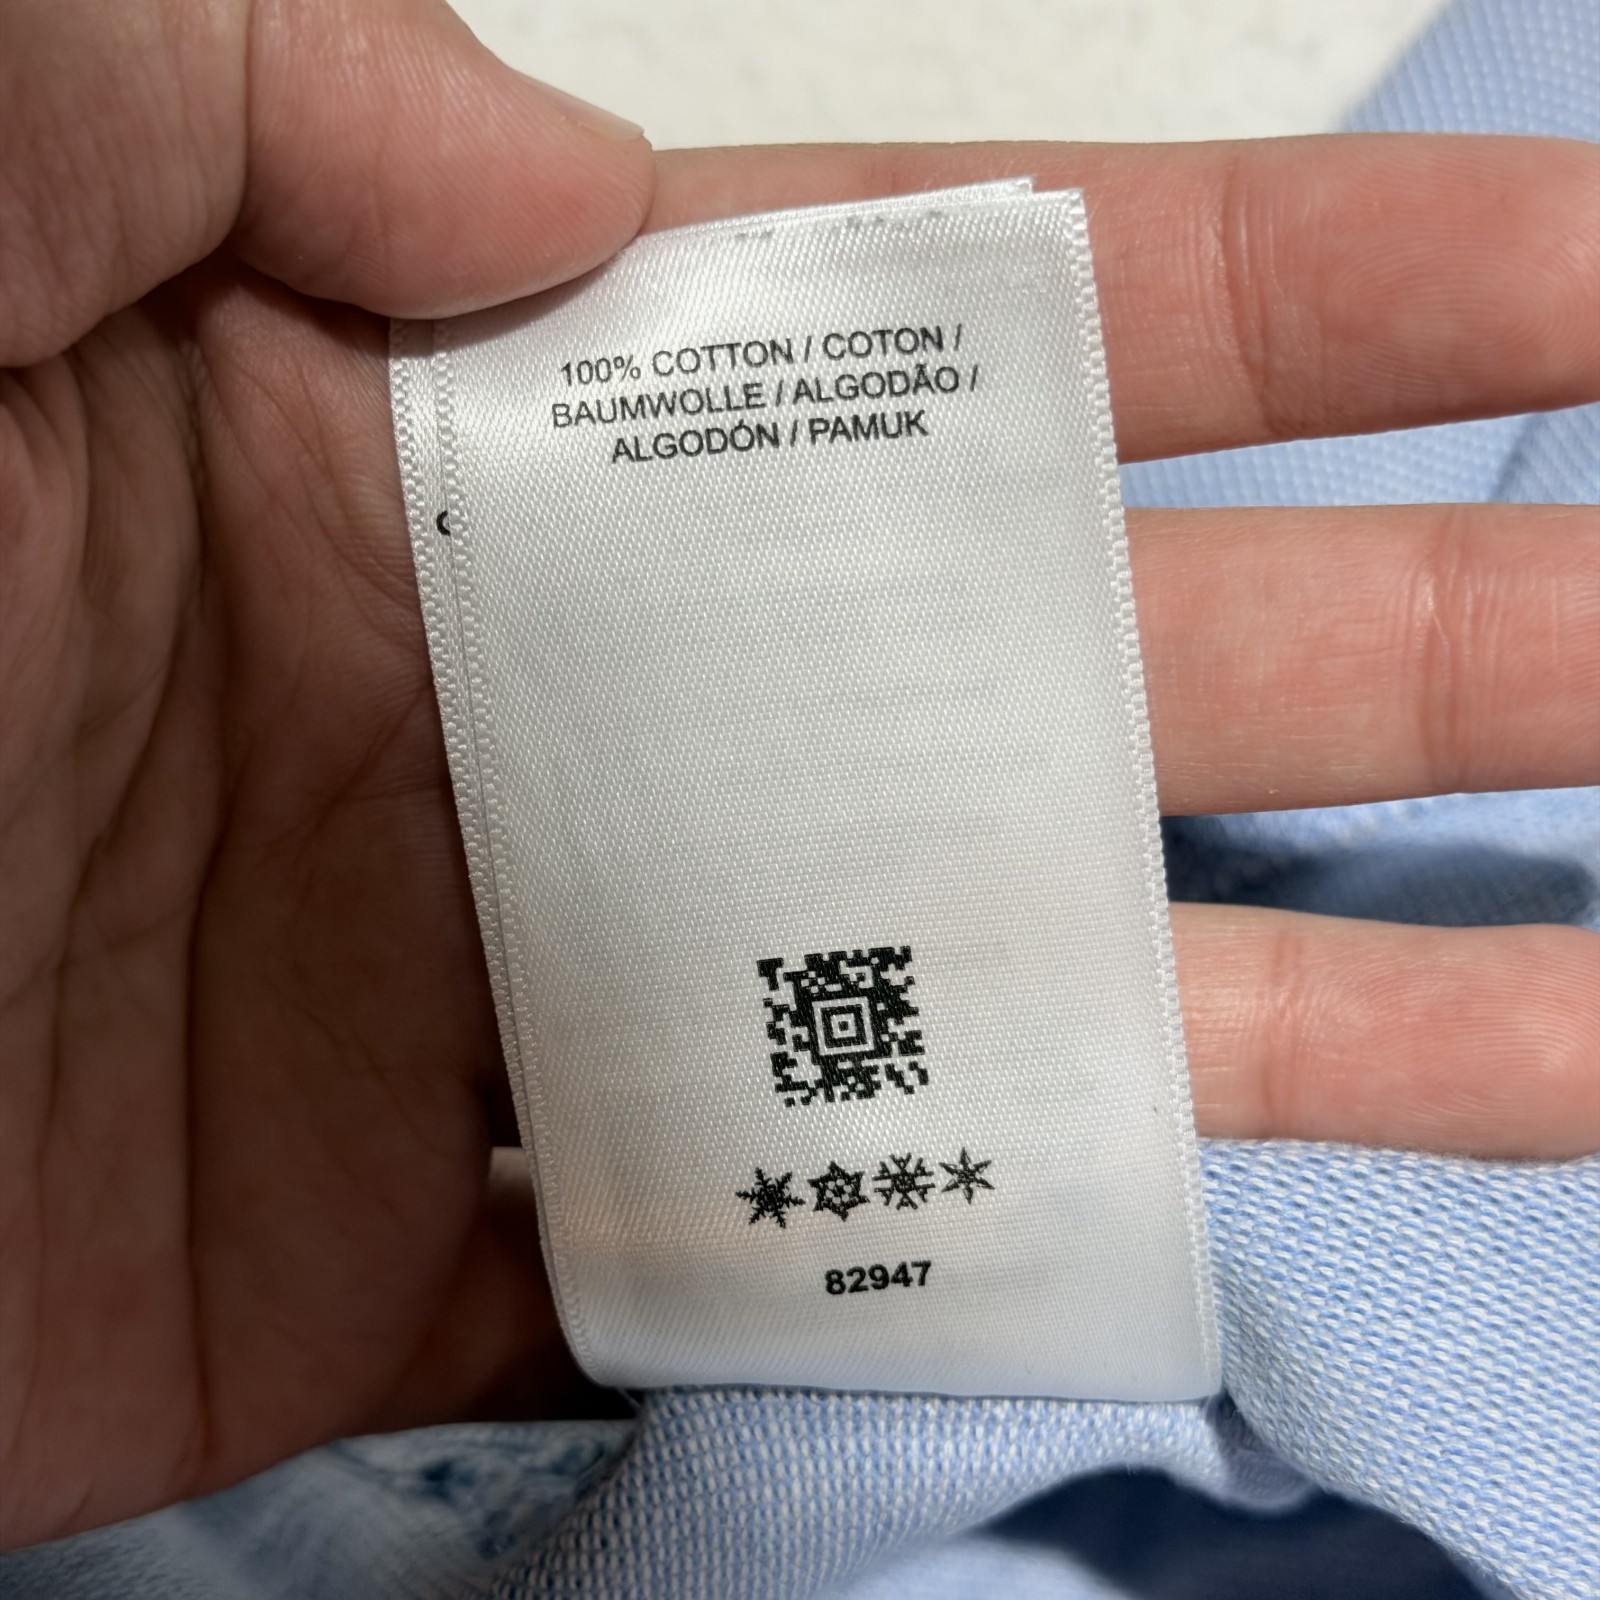 100% COTTON / COTON /
BAUMWOLLE / ALGODÃO /
ALGODÓN / PAMUK
82947